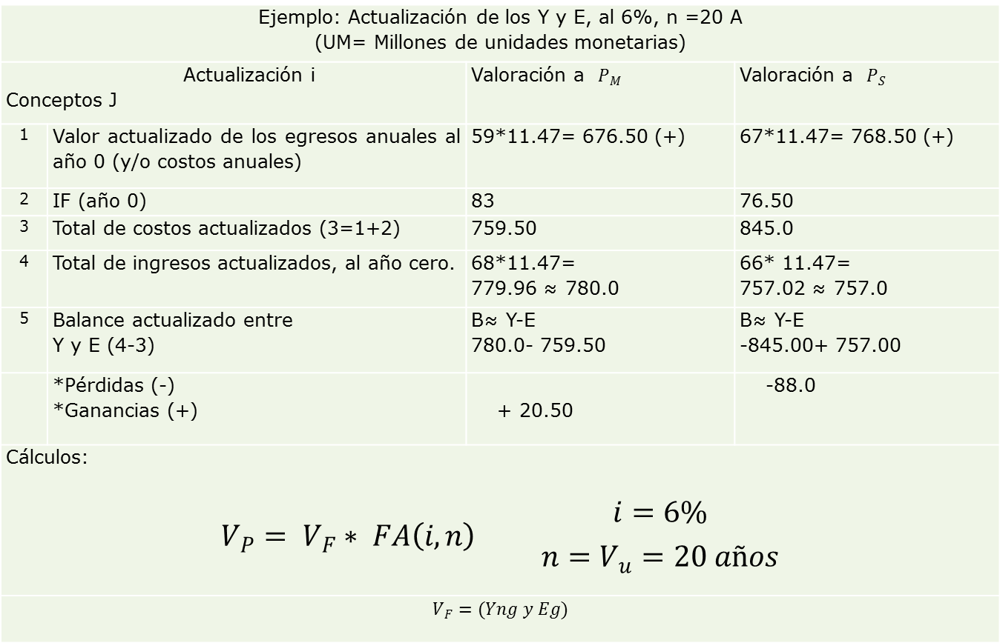 Ejemplo: Actualización de los Y y E, al 6%, n =20 A
(UM= Millones de unidades monetarias)
Actualización i
Conceptos J
Valoración a P_M
Valoración a P_S
1 Valor actualizado de los egresos anuales al
año 0 (y/o costos anuales)
59*11.47= 676.50 (+)
67*11.47= 768.50 (+)
2 IF (año 0)
83
76.50
3 Total de costos actualizados (3=1+2)
759.50
845.0
4 Total de ingresos actualizados, al año cero.
68*11.47=
779.96 ≈ 780.0
66* 11.47=
757.02 ≈ 757.0
5 Balance actualizado entre
Y y E (4-3)
B≈ Y-E
780.0- 759.50
B≈ Y-E
-845.00+ 757.00
*Pérdidas (-)
*Ganancias (+)
+ 20.50
-88.0
Cálculos:
V_P = V_F * FA(i,n)
i = 6%
n = V_u = 20 años
V_F = (Yng y Eg)